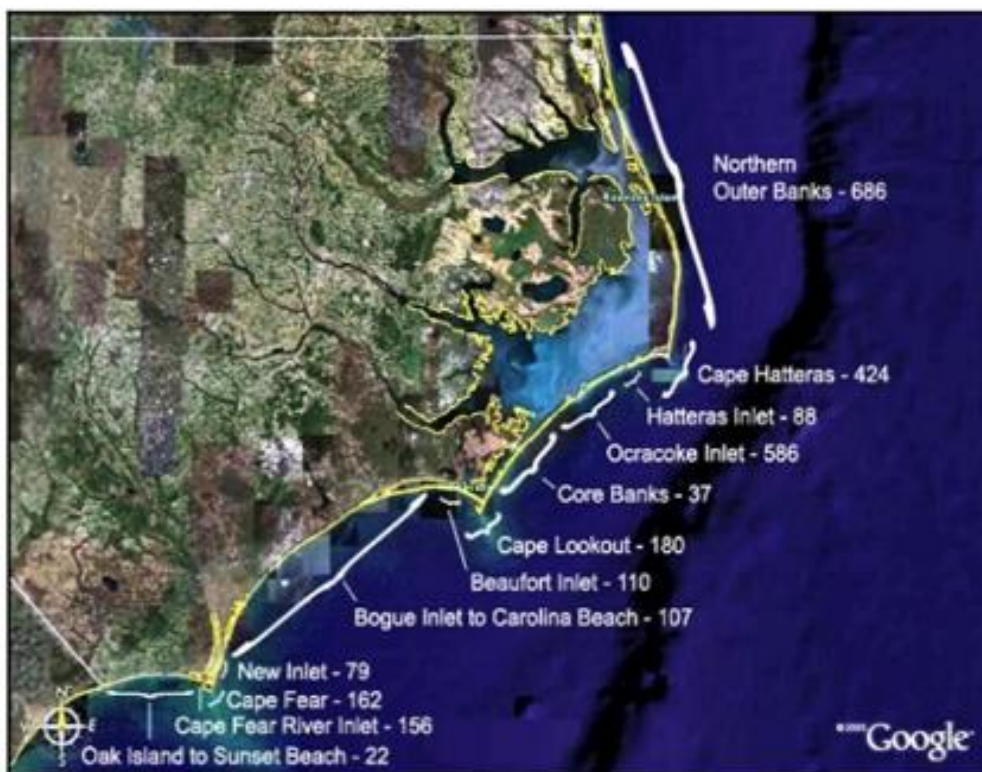 Northern
Outer Banks - 686
Cape Hatteras - 424
Hatteras Inlet - 88
Ocracoke Inlet - 586
Core Banks - 37
Cape Lookout - 180
Beaufort Inlet - 110
Bogue Inlet to Carolina Beach - 107
New Inlet - 79
Cape Fear - 162
Cape Fear River Inlet - 156
Oak Island to Sunset Beach - 22
N
E
S
Google